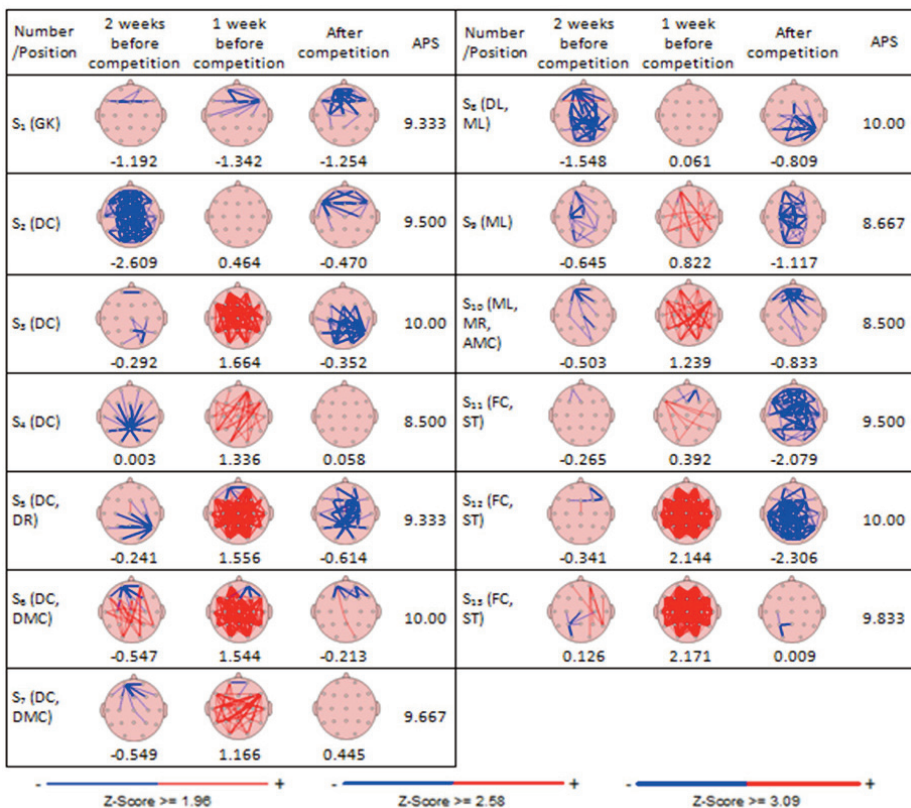 Number /Position 2 weeks before competition 1 week before competition After competition APS Number /Position 2 weeks before competition 1 week before competition After competition APS
S₁ (GK) 9.333 S₈ (DL, ML) 10.00
-1.192 -1.342 -1.254 -1.548 0.061 -0.809
S₂ (DC) 9.500 S₉ (ML) 8.667
-2.609 0.464 -0.470 -0.645 0.822 -1.117
S₃ (DC) 10.00 S₁₀ (ML, MR, AMC) 8.500
-0.292 1.664 -0.352 -0.503 1.239 -0.833
S₄ (DC) 8.500 S₁₁ (FC, ST) 9.500
0.003 1.336 0.058 -0.265 0.392 -2.079
S₅ (DC, DR) 9.333 S₁₂ (FC, ST) 10.00
-0.241 1.556 -0.614 -0.341 2.144 -2.306
S₆ (DC, DMC) 10.00 S₁₃ (FC, ST) 9.833
-0.547 1.544 -0.213 0.126 2.171 0.009
S₇ (DC, DMC) 9.667
-0.549 1.166 0.445
- + - + - +
Z-Score >= 1.96 Z-Score >= 2.58 Z-Score >= 3.09